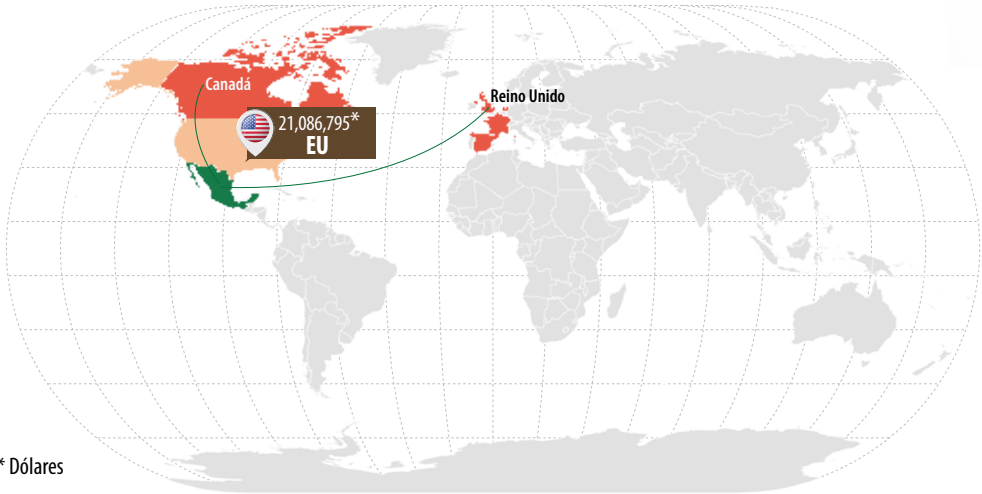 Canadá
Reino Unido
21,086,795*
EU
* Dólares